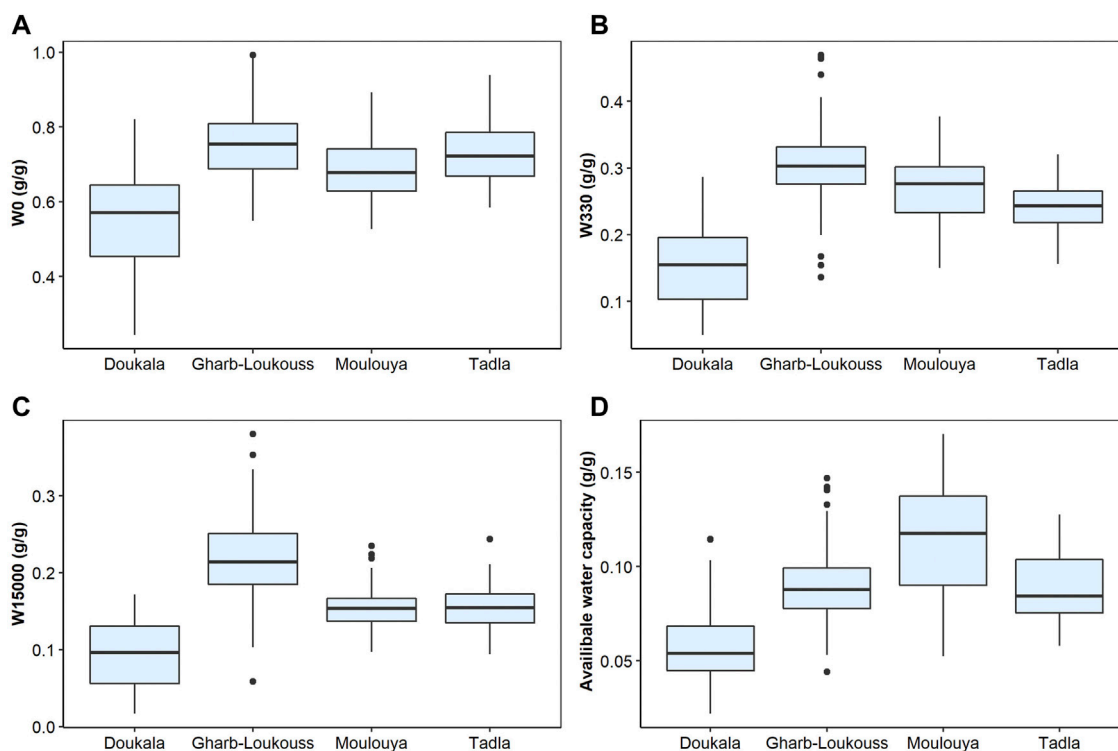 A
W0 (g/g)
1.0
0.8
0.6
0.4
Doukala Gharb-Loukouss Moulouya Tadla
B
W330 (g/g)
0.4
0.3
0.2
0.1
Doukala Gharb-Loukouss Moulouya Tadla
C
W15000 (g/g)
0.3
0.2
0.1
0.0
Doukala Gharb-Loukouss Moulouya Tadla
D
Availibale water capacity (g/g)
0.15
0.10
0.05
Doukala Gharb-Loukouss Moulouya Tadla